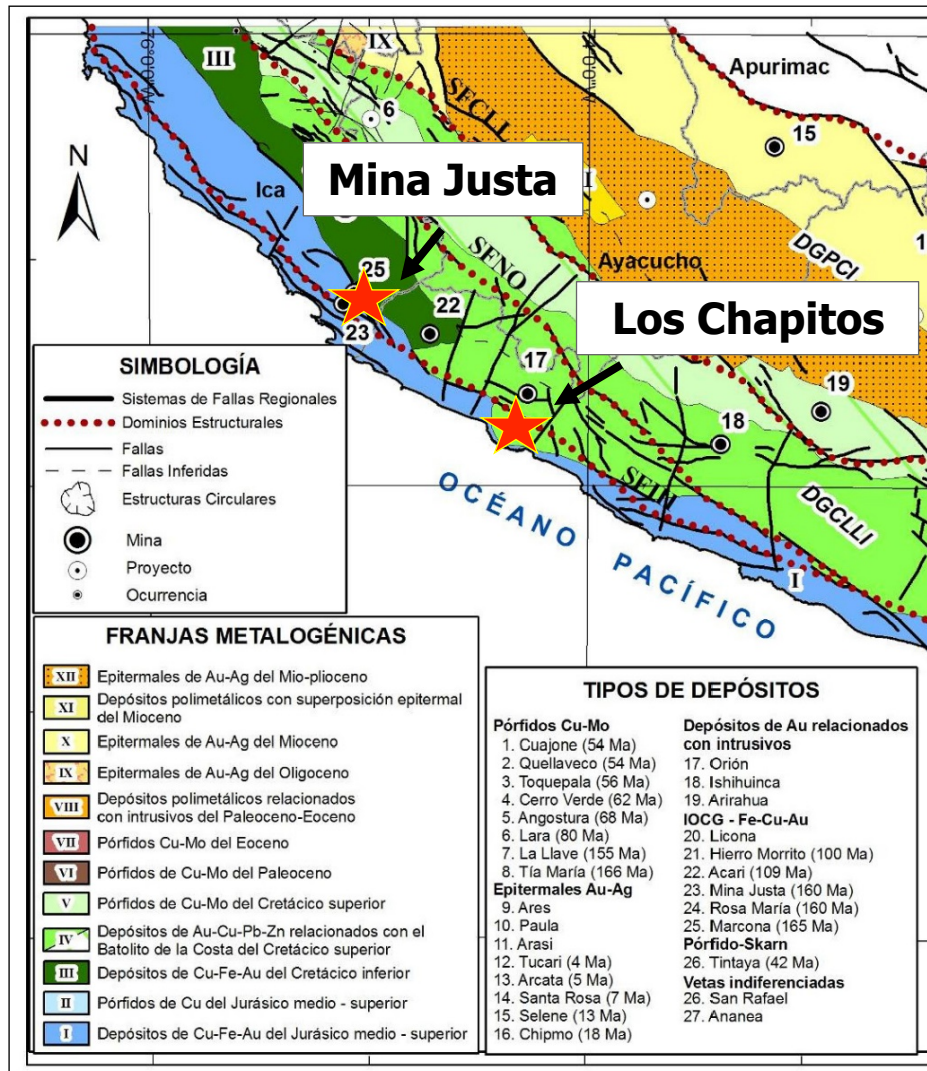 76°00'W
74°00'W
III
IX
Apurimac
6
SFCLL
15
N
Mina Justa
Ica
I
DGPCI
Ayacucho
SENO
25
22
23
Los Chapitos
17
19
18
SFIN
DGCLLI
I
OCÉANO PACÍFICO
SIMBOLOGÍA
Sistemas de Fallas Regionales
Dominios Estructurales
Fallas
Fallas Inferidas
Estructuras Circulares
Mina
Proyecto
Ocurrencia
FRANJAS METALOGÉNICAS
XII Epitermales de Au-Ag del Mio-plioceno
XI Depósitos polimetálicos con superposición epitermal
del Mioceno
X Epitermales de Au-Ag del Mioceno
IX Epitermales de Au-Ag del Oligoceno
VIII Depósitos polimetálicos relacionados
con intrusivos del Paleoceno-Eoceno
VII Pórfidos Cu-Mo del Eoceno
VI Pórfidos de Cu-Mo del Paleoceno
V Pórfidos de Cu-Mo del Cretácico superior
IV Depósitos de Au-Cu-Pb-Zn relacionados con el
Batolito de la Costa del Cretácico superior
III Depósitos de Cu-Fe-Au del Cretácico inferior
II Pórfidos de Cu del Jurásico medio - superior
I Depósitos de Cu-Fe-Au del Jurásico medio - superior
TIPOS DE DEPÓSITOS
Pórfidos Cu-Mo
1. Cuajone (54 Ma)
2. Quellaveco (54 Ma)
3. Toquepala (56 Ma)
4. Cerro Verde (62 Ma)
5. Angostura (68 Ma)
6. Lara (80 Ma)
7. La Llave (155 Ma)
8. Tía María (166 Ma)
Epitermales Au-Ag
9. Ares
10. Paula
11. Arasi
12. Tucari (4 Ma)
13. Arcata (5 Ma)
14. Santa Rosa (7 Ma)
15. Selene (13 Ma)
16. Chipmo (18 Ma)
Depósitos de Au relacionados
con intrusivos
17. Orión
18. Ishihuinca
19. Arirahua
IOCG - Fe-Cu-Au
20. Licona
21. Hierro Morrito (100 Ma)
22. Acari (109 Ma)
23. Mina Justa (160 Ma)
24. Rosa María (160 Ma)
25. Marcona (165 Ma)
Pórfido-Skarn
26. Tintaya (42 Ma)
Vetas indiferenciadas
26. San Rafael
27. Ananea